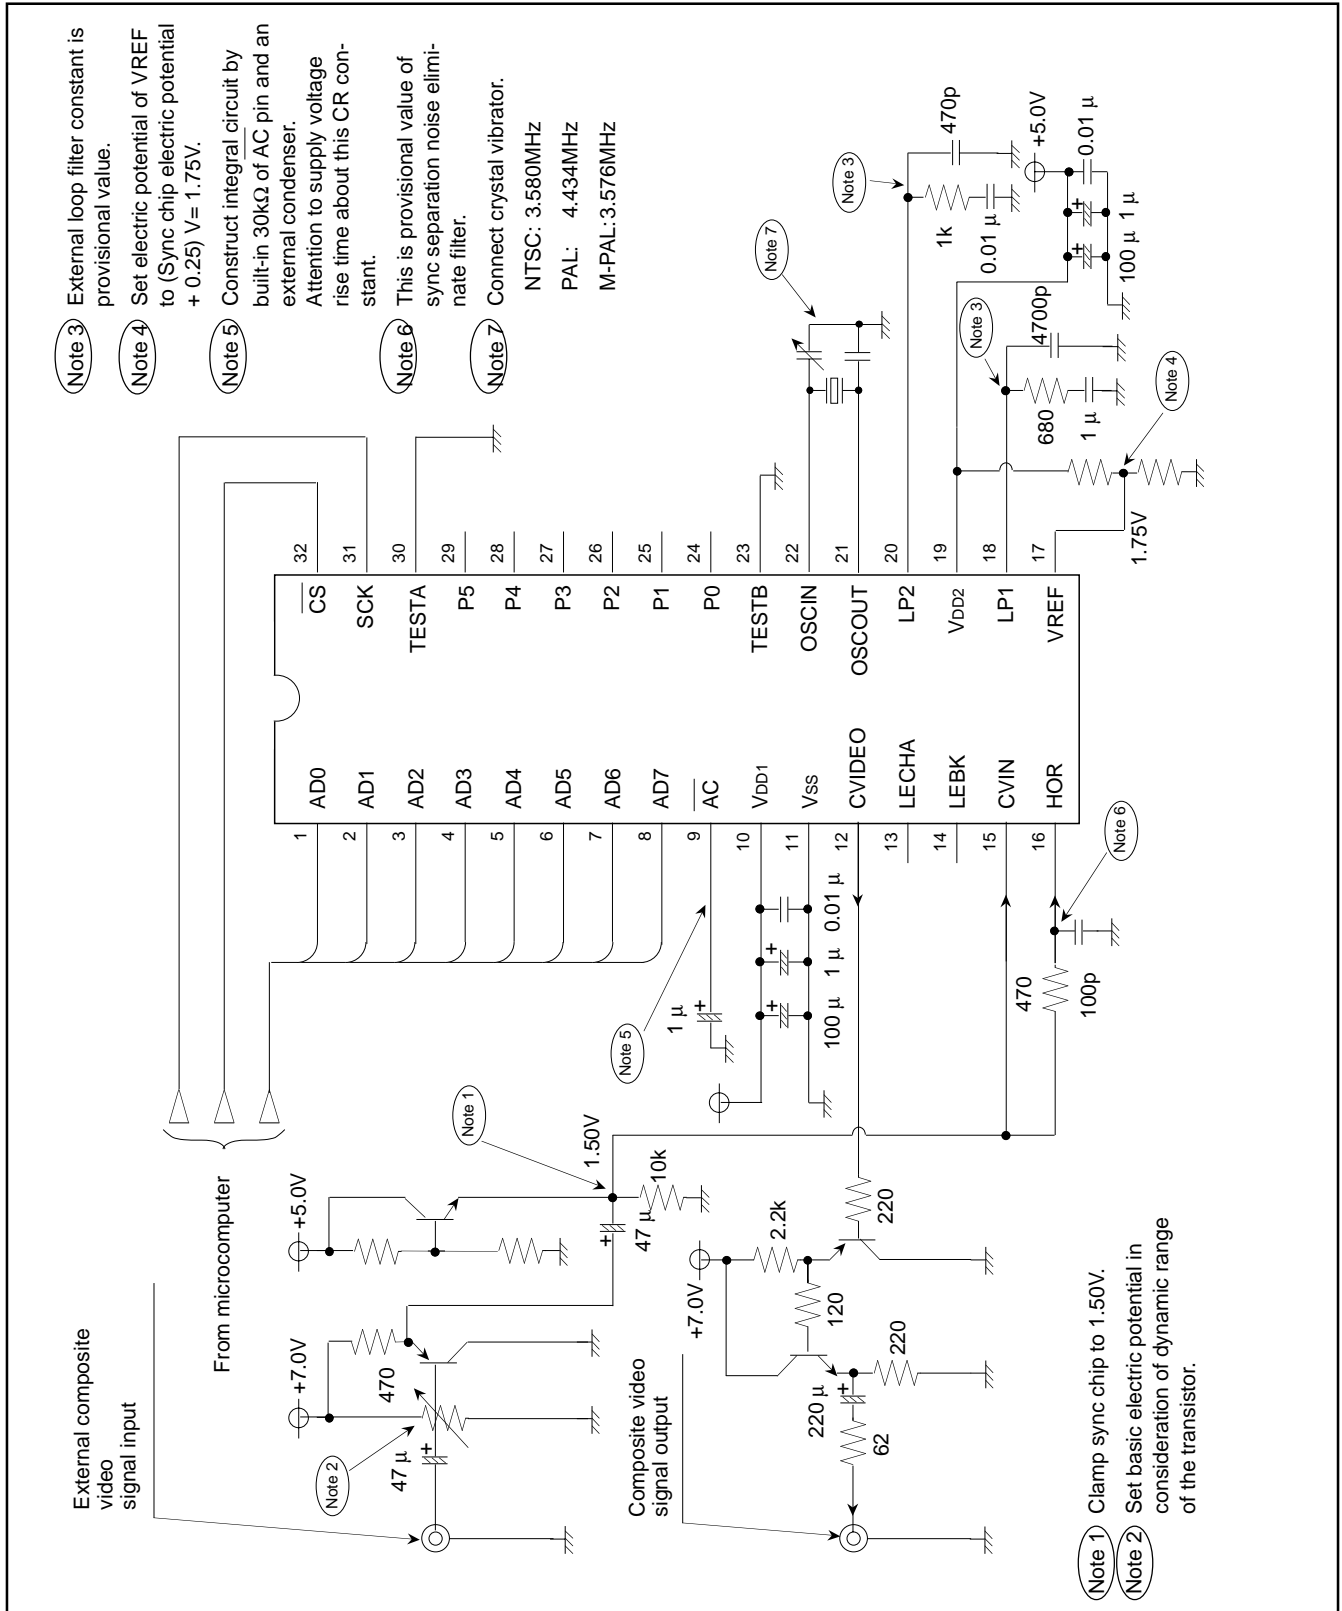 Note 3 External loop filter constant is
provisional value.
Note 4 Set electric potential of VREF
to (Sync chip electric potential
+ 0.25) V= 1.75V.
Note 5 Construct integral circuit by
built-in 30kΩ of A̅C̅ pin and an
external condenser.
Attention to supply voltage
rise time about this CR con-
stant.
Note 6 This is provisional value of
sync separation noise elimi-
nate filter.
Note 7 Connect crystal vibrator.
NTSC: 3.580MHz
PAL: 4.434MHz
M-PAL:3.576MHz
External composite
video
signal input
From microcomputer
+7.0V
470
Note 2
47 µ
+
+5.0V
Note 1
1.50V
47 µ
+
10k
Composite video
signal output
+7.0V
2.2k
120
220
220 µ
+
220
62
1 µ
+
Note 5
100 µ
+
1 µ
+
0.01 µ
470
100p
Note 6
1 AD0
2 AD1
3 AD2
4 AD3
5 AD4
6 AD5
7 AD6
8 AD7
9 A̅C̅
10 VDD1
11 VSS
12 CVIDEO
13 LECHA
14 LEBK
15 CVIN
16 HOR
C̅S̅ 32
SCK 31
TESTA 30
P5 29
P4 28
P3 27
P2 26
P1 25
P0 24
TESTB 23
OSCIN 22
OSCOUT 21
LP2 20
VDD2 19
LP1 18
VREF 17
Note 7
Note 3
470p
1k
0.01 µ
+5.0V
0.01 µ
+
1 µ
+
100 µ
Note 3
4700p
680
1 µ
Note 4
1.75V
Note 1 Clamp sync chip to 1.50V.
Note 2 Set basic electric potential in
consideration of dynamic range
of the transistor.